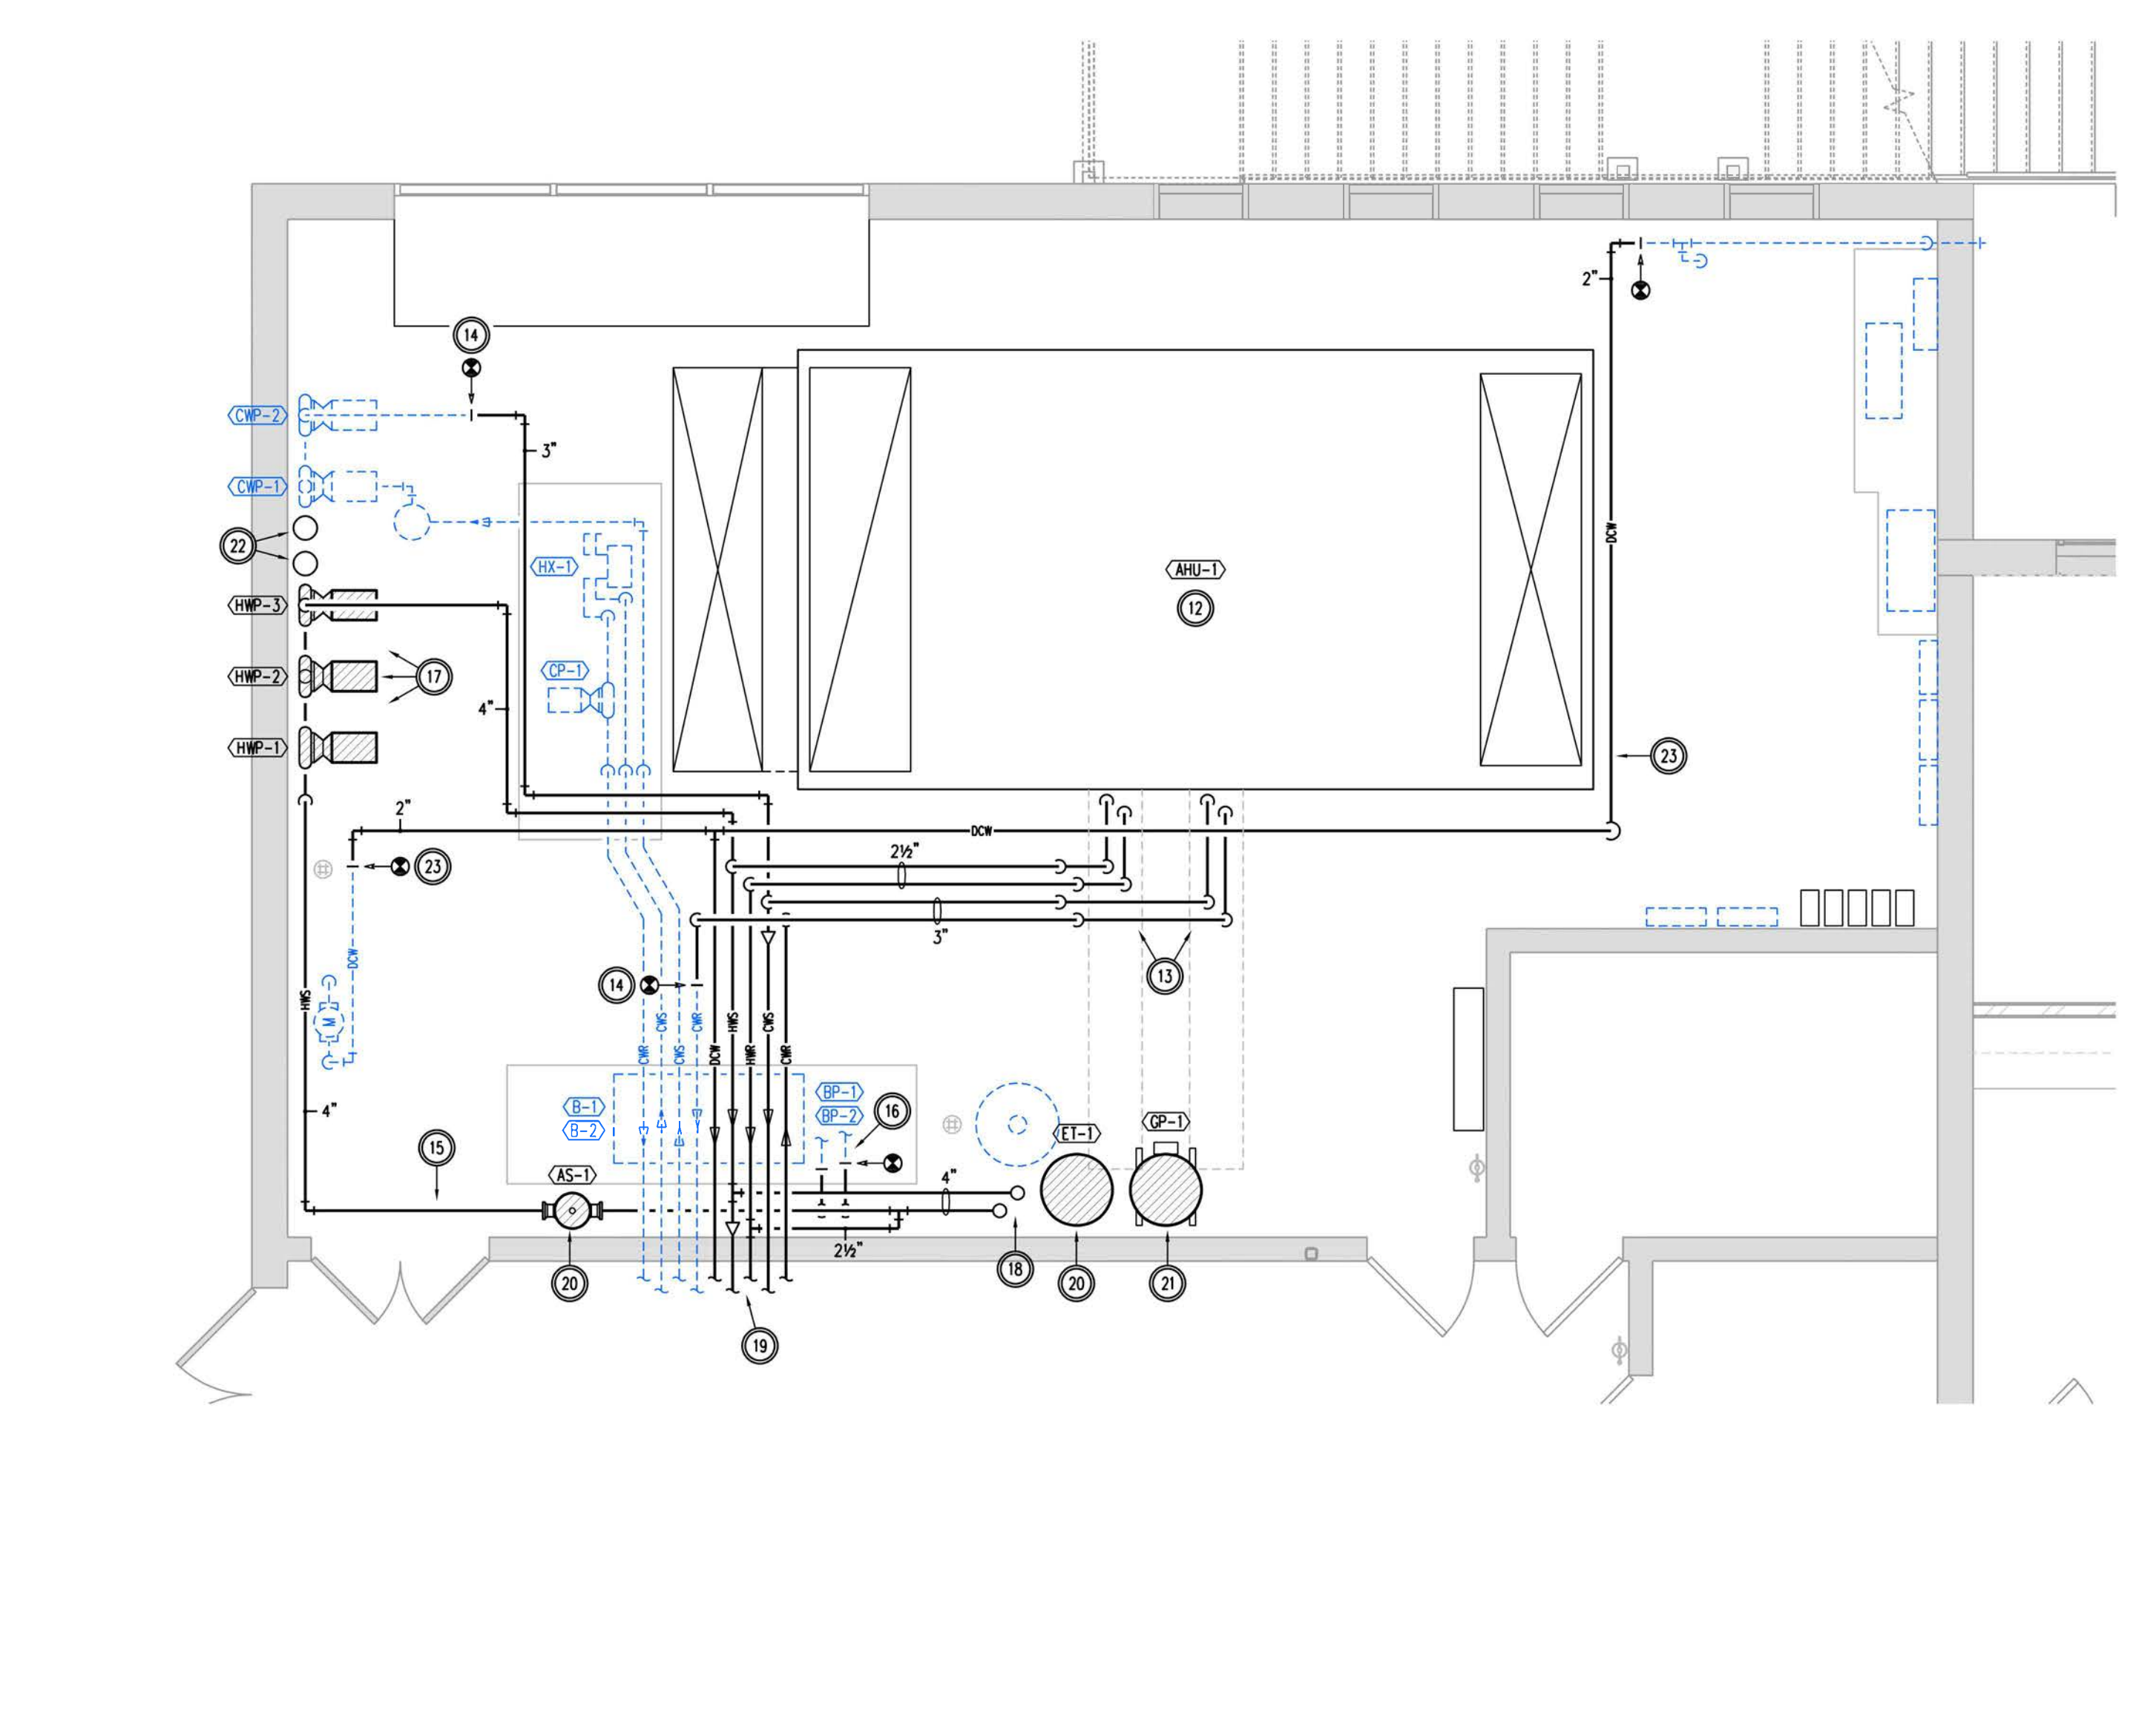 14
2"
CWP-2
3"
CWP-1
DCW
22
HX-1
AHU-1
HWP-3
12
CP-1
HWP-2
17
4"
HWP-1
23
2"
DCW
2½"
23
3"
DCW
13
14
HWS
M
CWS
CWR
HWS
CWS
CWR
CWS
DCW
HWR
CWR
BP-1
B-1
4"
BP-2
16
GP-1
B-2
ET-1
15
AS-1
4"
2½"
18
20
20
21
19